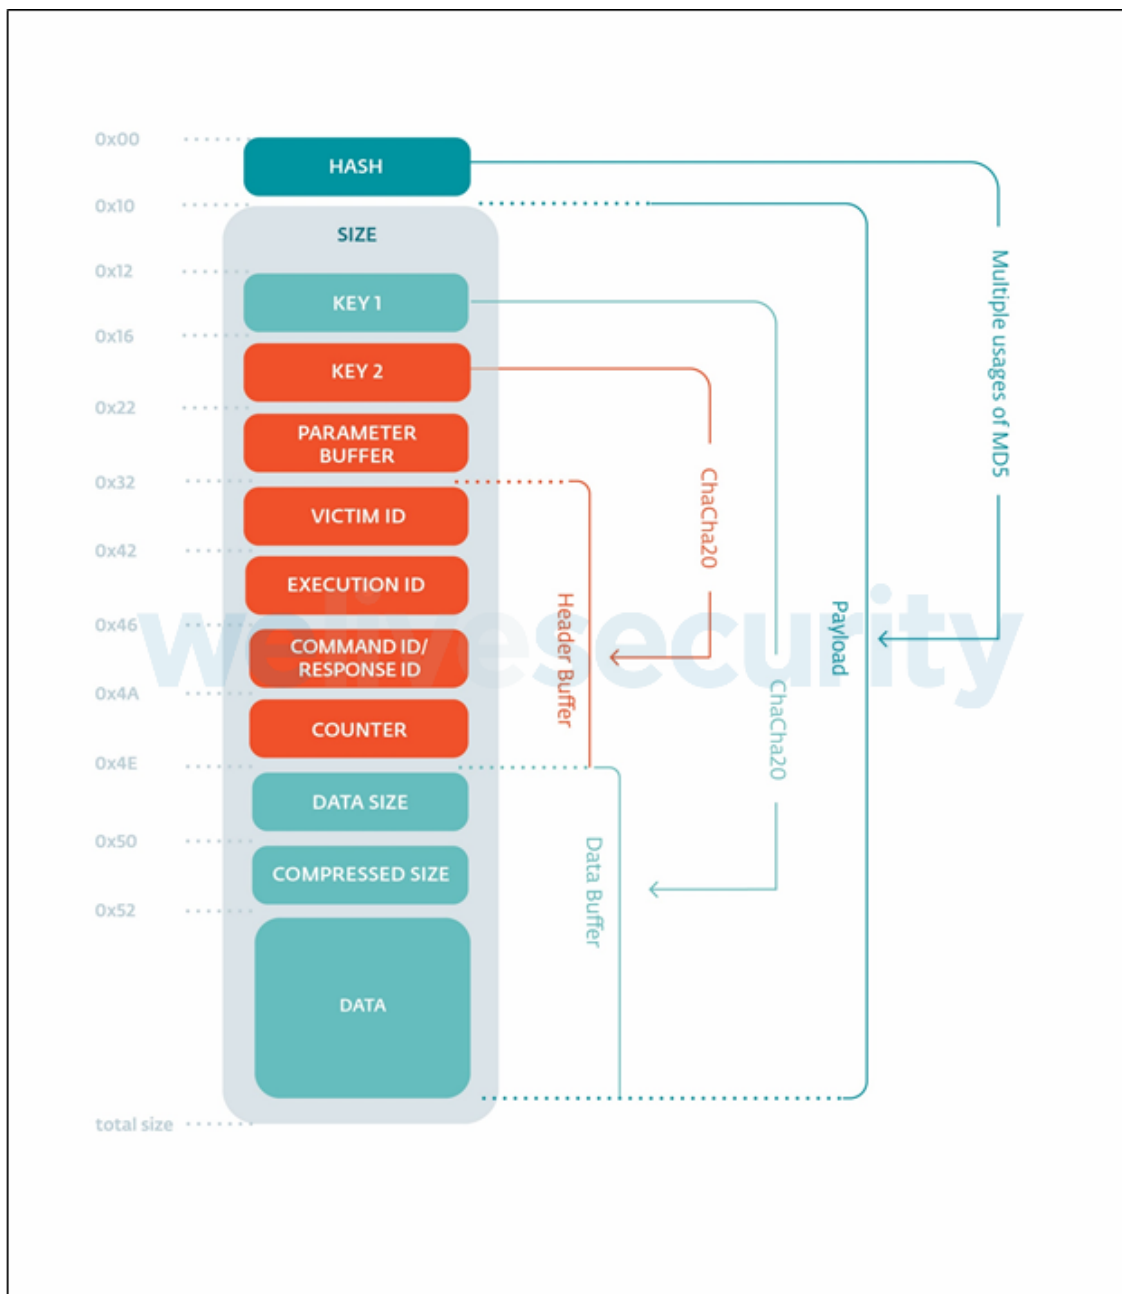 0x00
HASH
0x10
SIZE
0x12
KEY 1
0x16
KEY 2
0x22
PARAMETER
BUFFER
0x32
VICTIM ID
0x42
EXECUTION ID
0x46
COMMAND ID/
RESPONSE ID
0x4A
COUNTER
0x4E
DATA SIZE
0x50
COMPRESSED SIZE
0x52
DATA
total size
Header Buffer
Data Buffer
ChaCha20
ChaCha20
Payload
Multiple usages of MD5
welivesecurity